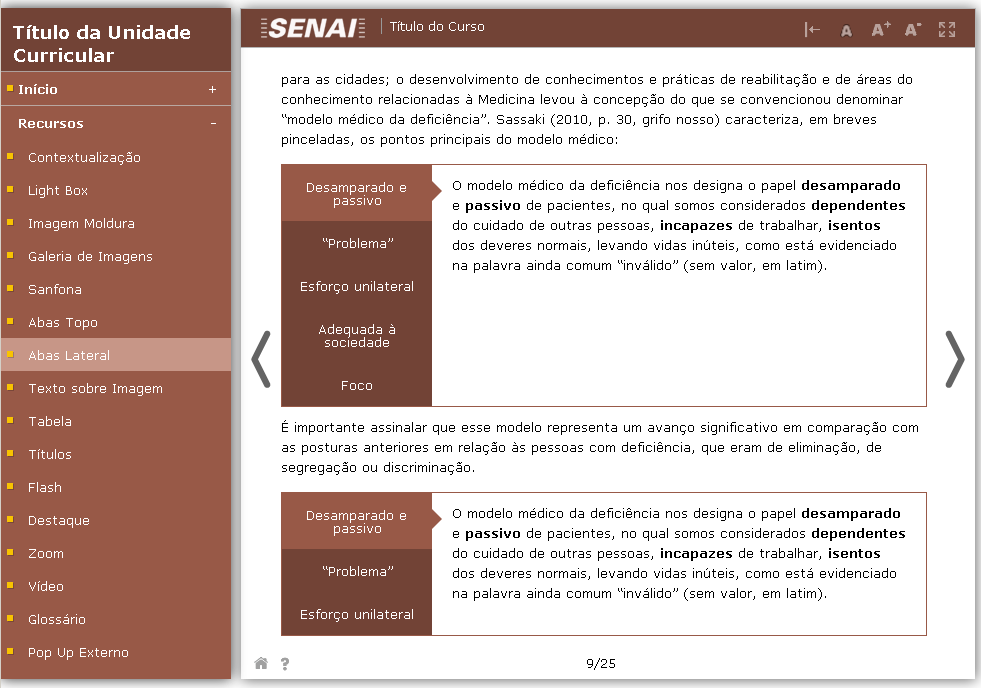 Título da Unidade
Curricular
Início +
Recursos -
Contextualização
Light Box
Imagem Moldura
Galeria de Imagens
Sanfona
Abas Topo
Abas Lateral
Texto sobre Imagem
Tabela
Títulos
Flash
Destaque
Zoom
Vídeo
Glossário
Pop Up Externo
SENAI Título do Curso
A A+ A-
para as cidades; o desenvolvimento de conhecimentos e práticas de reabilitação e de áreas do
conhecimento relacionadas à Medicina levou à concepção do que se convencionou denominar
“modelo médico da deficiência”. Sassaki (2010, p. 30, grifo nosso) caracteriza, em breves
pinceladas, os pontos principais do modelo médico:
Desamparado e
passivo
“Problema”
Esforço unilateral
Adequada à
sociedade
Foco
O modelo médico da deficiência nos designa o papel desamparado
e passivo de pacientes, no qual somos considerados dependentes
do cuidado de outras pessoas, incapazes de trabalhar, isentos
dos deveres normais, levando vidas inúteis, como está evidenciado
na palavra ainda comum “inválido” (sem valor, em latim).
É importante assinalar que esse modelo representa um avanço significativo em comparação com
as posturas anteriores em relação às pessoas com deficiência, que eram de eliminação, de
segregação ou discriminação.
Desamparado e
passivo
“Problema”
Esforço unilateral
O modelo médico da deficiência nos designa o papel desamparado
e passivo de pacientes, no qual somos considerados dependentes
do cuidado de outras pessoas, incapazes de trabalhar, isentos
dos deveres normais, levando vidas inúteis, como está evidenciado
na palavra ainda comum “inválido” (sem valor, em latim).
? 9/25